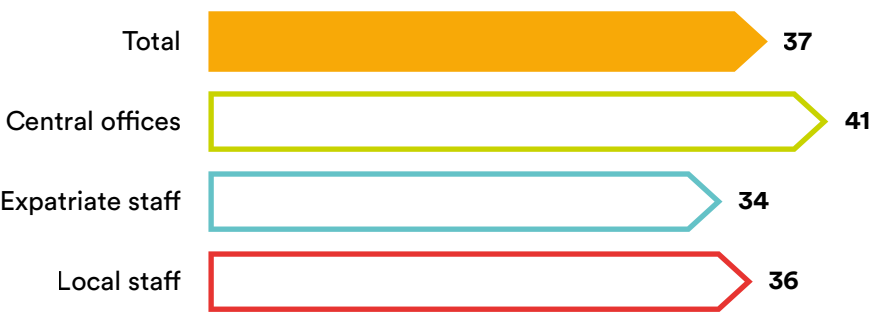 Total 37
Central offices 41
Expatriate staff 34
Local staff 36